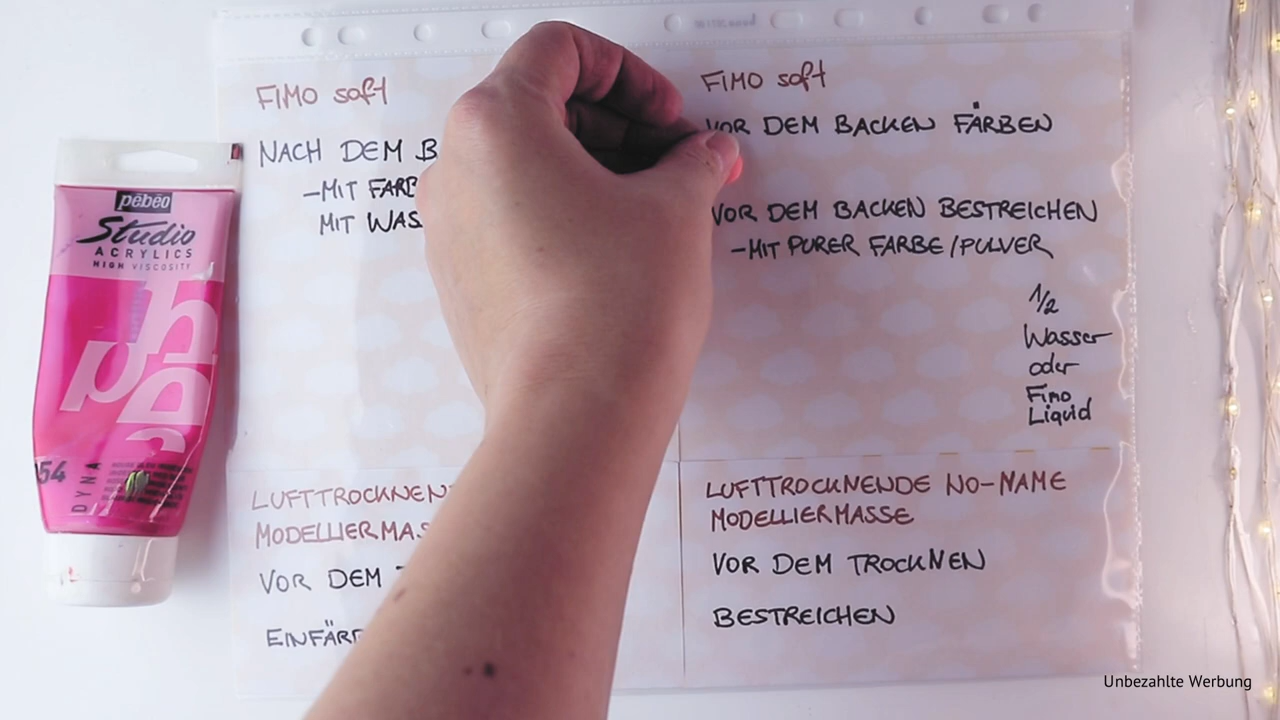 FIMO soft
NACH DEM
MIT FARB
MIT WAS
FIMO soft
VOR DEM BACKEN FÄRBEN
VOR DEM BACKEN BESTREICHEN
-MIT PURER FARBE/PULVER
1/2
Wasser
oder
Fimo
Liquid
pébéo
Studio
ACRYLICS
HIGH VISCOSITY
54
DYNA
LUFTTROCKNEN
MODELLIERMAS
VOR DEM
EINFÄR
LUFTTROCKNENDE NO-NAME
MODELLIERMASSE
VOR DEM TROCKNEN
BESTREICHEN
Unbezahlte Werbung